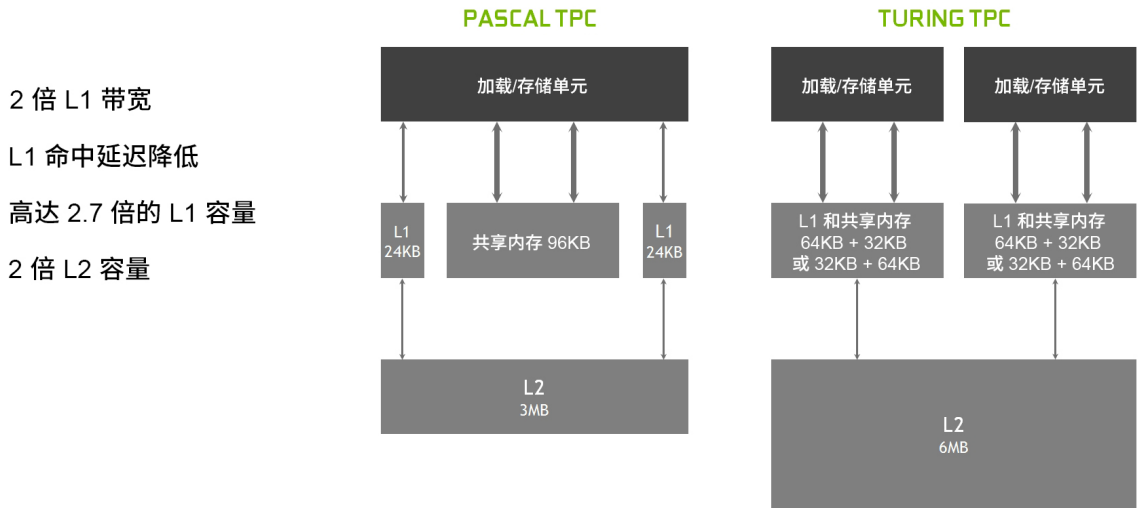 PASCAL TPC
TURING TPC
2 倍 L1 带宽
L1 命中延迟降低
高达 2.7 倍的 L1 容量
2 倍 L2 容量
加载/存储单元
L1
24KB
共享内存 96KB
L1
24KB
L2
3MB
加载/存储单元
加载/存储单元
L1 和共享内存
64KB + 32KB
或 32KB + 64KB
L1 和共享内存
64KB + 32KB
或 32KB + 64KB
L2
6MB